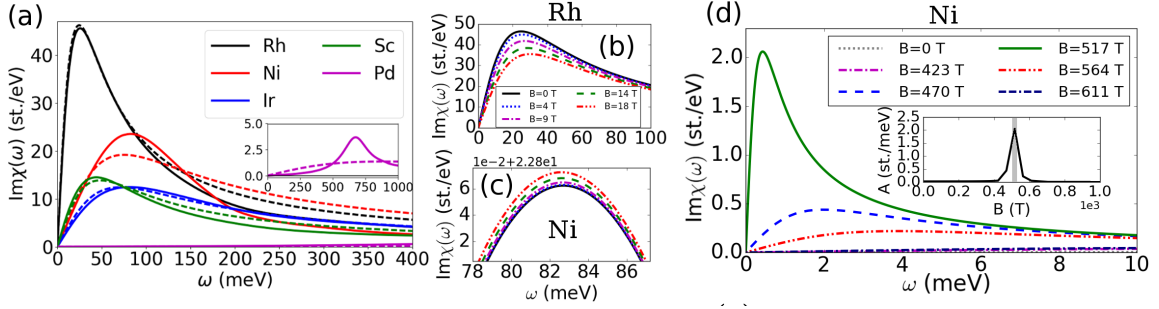 (a)
Imχ(ω) (st./eV)
40
30
20
10
0
Rh
Ni
Ir
Sc
Pd
5.0
2.5
0.0
0 250 500 750 1000
0 50 100 150 200 250 300 350 400
ω (meV)
Rh
(b)
Imχ(ω) (st./eV)
50
40
30
20
10
0
B=0 T
B=4 T
B=9 T
B=14 T
B=18 T
0 20 40 60 80 100
1e−2+2.28e1
(c)
Imχ(ω) (st./eV)
6
4
2
Ni
78 80 82 84 86
ω (meV)
(d)
Ni
Imχ(ω) (st./eV)
2.0
1.5
1.0
0.5
0.0
B=0 T
B=423 T
B=470 T
B=517 T
B=564 T
B=611 T
A (st./meV)
2.5
2.0
1.5
1.0
0.5
0.0
0.0 0.2 0.4 0.6 0.8 1.0
B (T)
1e3
0 2 4 6 8 10
ω (meV)